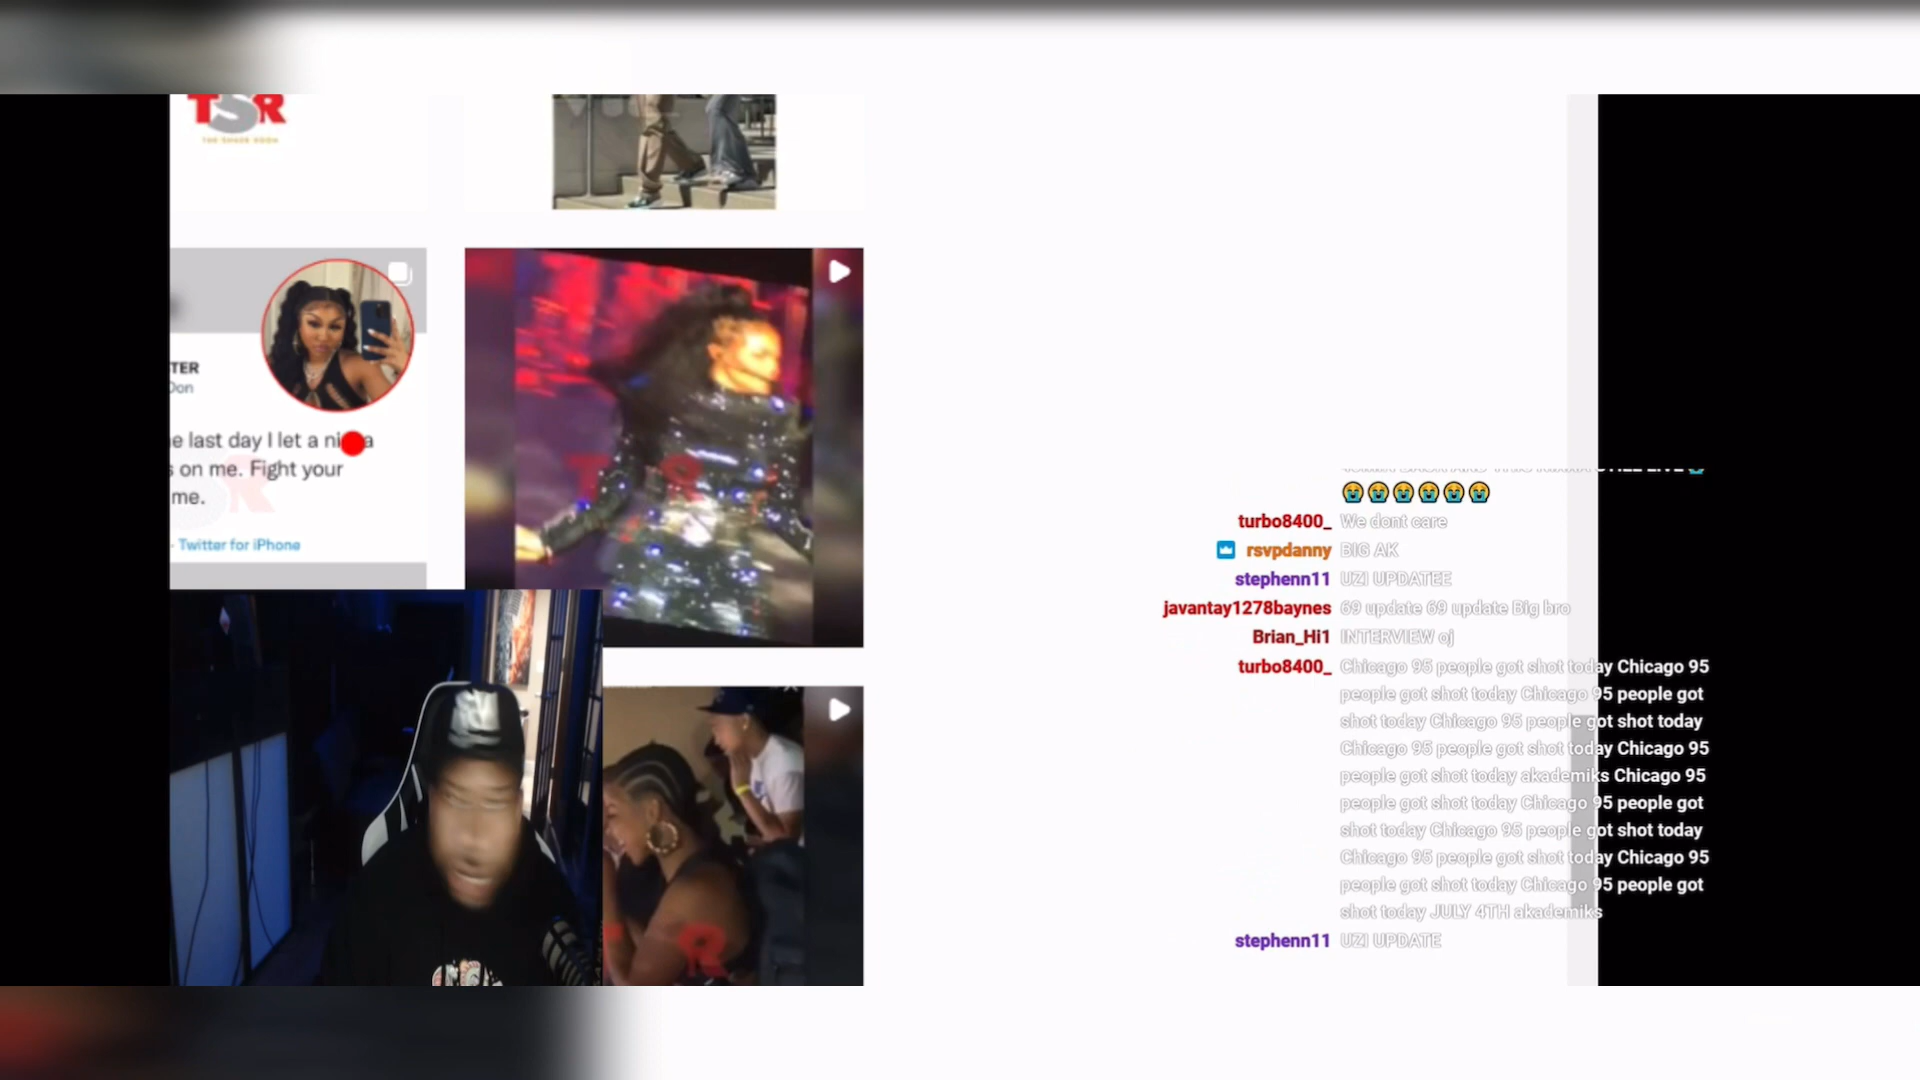 TSR
THE SHADE ROOM
TER
Don
e last day I let a ni a
s on me. Fight your
me.
- Twitter for iPhone
turbo8400_ We dont care
rsvpdanny BIG AK
stephenn11 UZI UPDATEE
javantay1278baynes 69 update 69 update Big bro
Brian_Hi1 INTERVIEW oj
turbo8400_ Chicago 95 people got shot today Chicago 95
people got shot today Chicago 95 people got
shot today Chicago 95 people got shot today
Chicago 95 people got shot today Chicago 95
people got shot today akademiks Chicago 95
people got shot today Chicago 95 people got
shot today Chicago 95 people got shot today
Chicago 95 people got shot today Chicago 95
people got shot today Chicago 95 people got
shot today JULY 4TH akademiks
stephenn11 UZI UPDATE